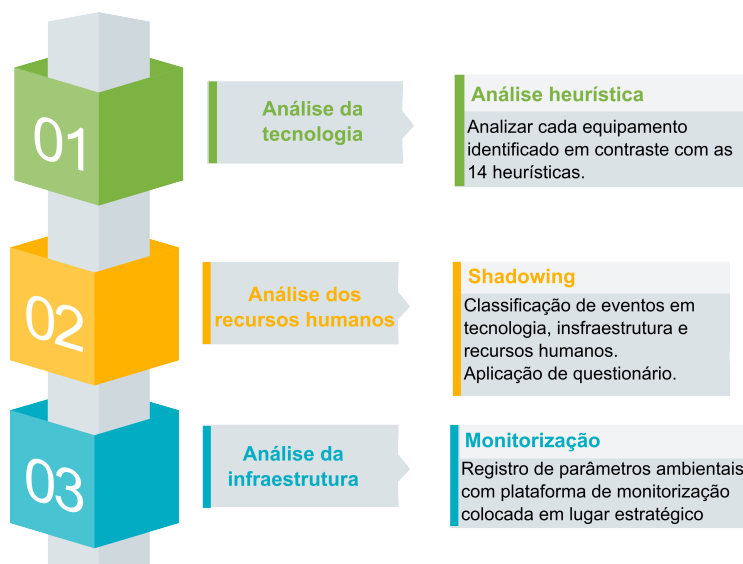 01
Análise da
tecnologia
Análise heurística
Analizar cada equipamento
identificado em contraste com as
14 heurísticas.
02
Análise dos
recursos humanos
Shadowing
Classificação de eventos em
tecnologia, insfraestrutura e
recursos humanos.
Aplicação de questionário.
03
Análise da
infraestrutura
Monitorização
Registro de parâmetros ambientais
com plataforma de monitorização
colocada em lugar estratégico